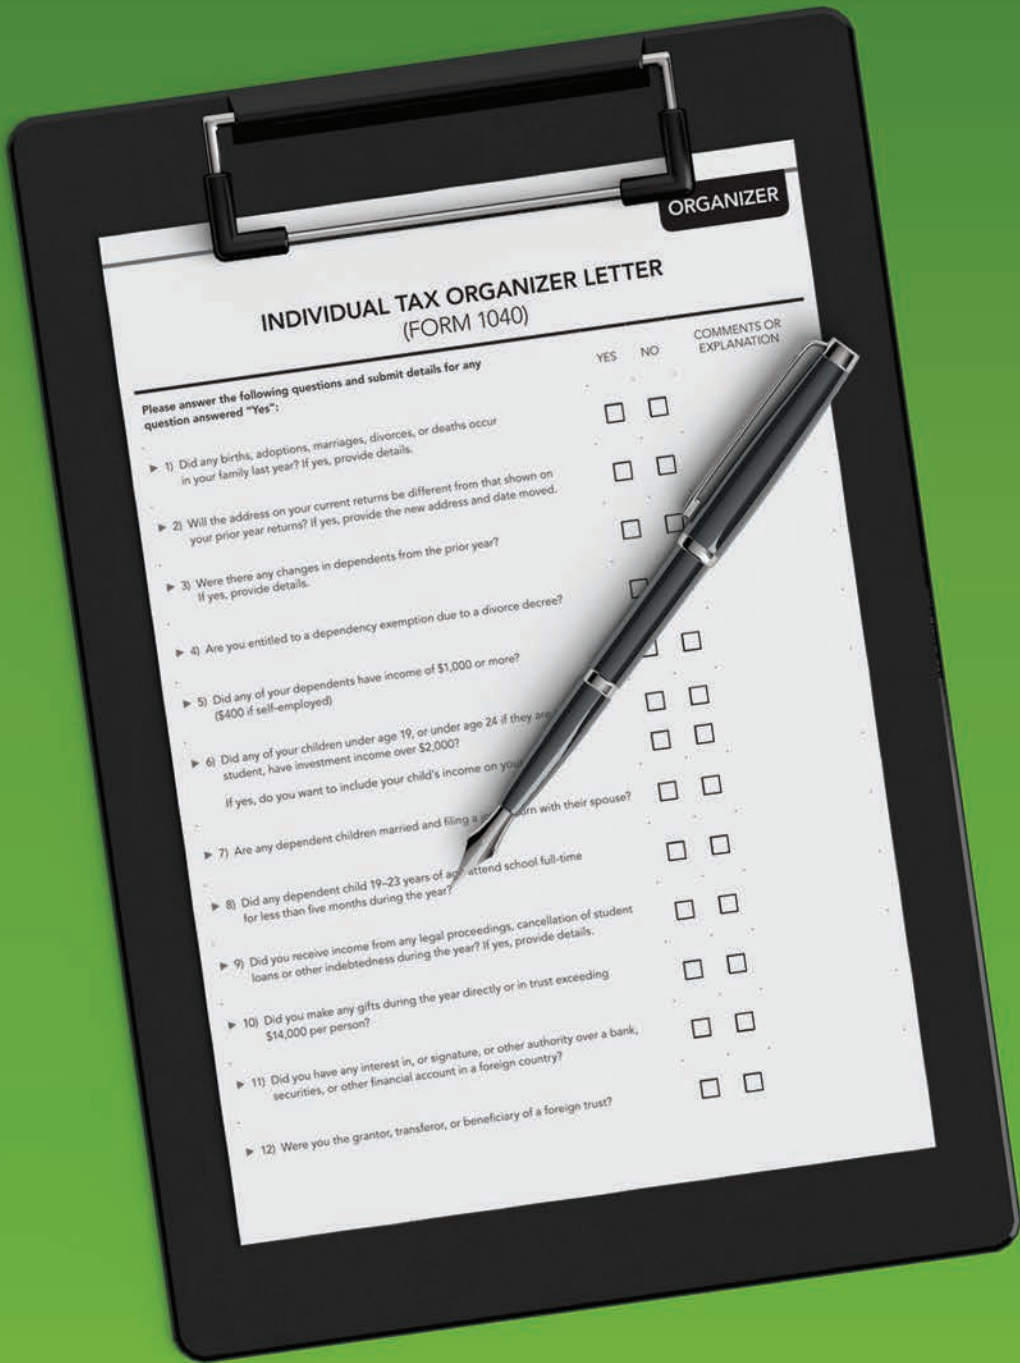 ORGANIZER
INDIVIDUAL TAX ORGANIZER LETTER
(FORM 1040)
Please answer the following questions and submit details for any
question answered “Yes”:
YES NO COMMENTS OR
EXPLANATION
▶ 1) Did any births, adoptions, marriages, divorces, or deaths occur
in your family last year? If yes, provide details.
▶ 2) Will the address on your current returns be different from that shown on
your prior year returns? If yes, provide the new address and date moved.
▶ 3) Were there any changes in dependents from the prior year?
If yes, provide details.
▶ 4) Are you entitled to a dependency exemption due to a divorce decree?
▶ 5) Did any of your dependents have income of $1,000 or more?
($400 if self-employed)
▶ 6) Did any of your children under age 19, or under age 24 if they are
student, have investment income over $2,000?
If yes, do you want to include your child’s income on your
▶ 7) Are any dependent children married and filing a with their spouse?
▶ 8) Did any dependent child 19–23 years of age attend school full-time
for less than five months during the year?
▶ 9) Did you receive income from any legal proceedings, cancellation of student
loans or other indebtedness during the year? If yes, provide details.
▶ 10) Did you make any gifts during the year directly or in trust exceeding
$14,000 per person?
▶ 11) Did you have any interest in, or signature, or other authority over a bank,
securities, or other financial account in a foreign country?
▶ 12) Were you the grantor, transferor, or beneficiary of a foreign trust?